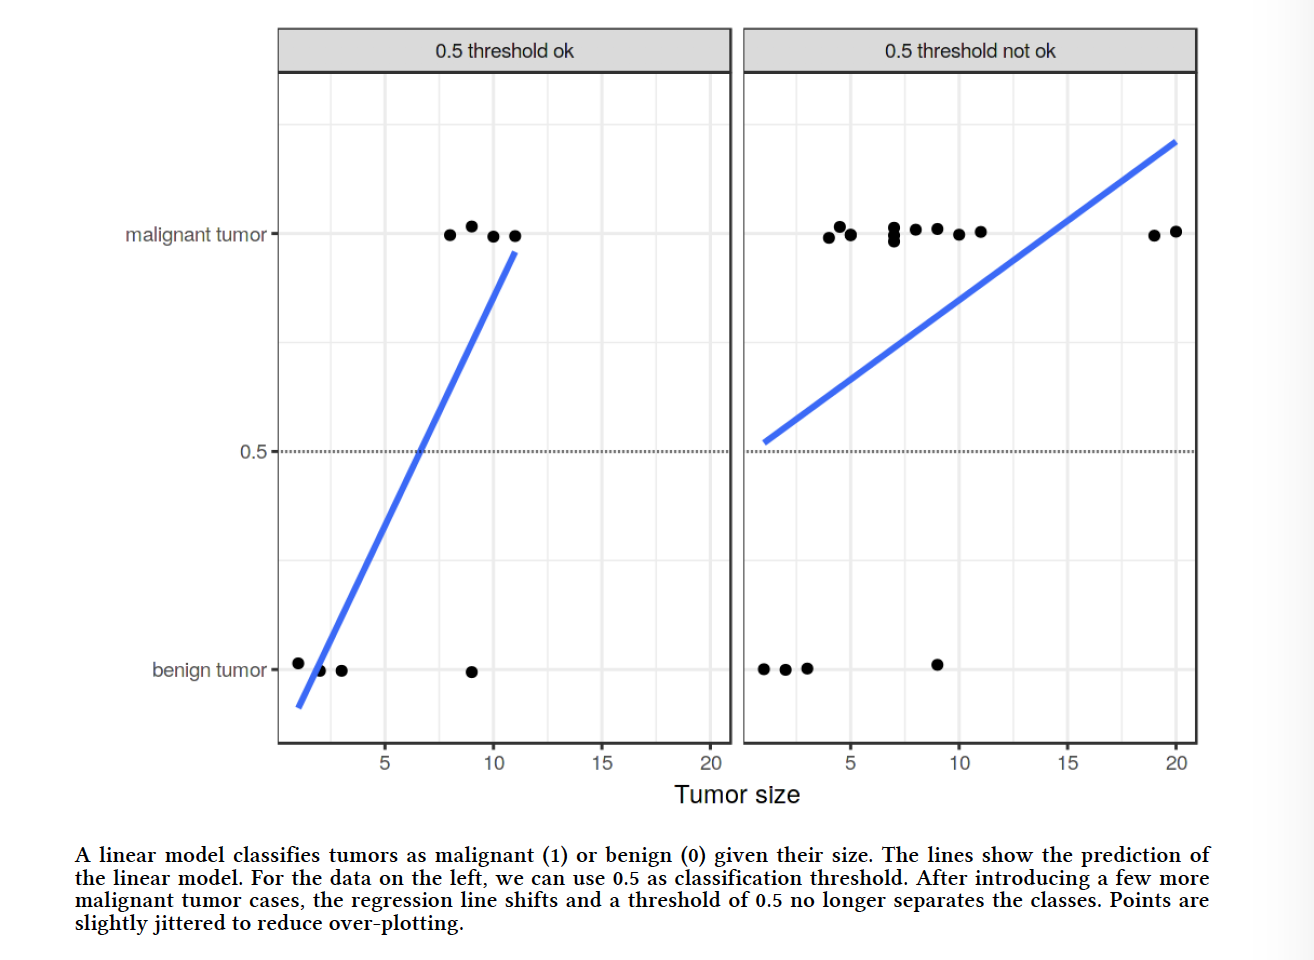 0.5 threshold ok
0.5 threshold not ok
malignant tumor
0.5
benign tumor
5 10 15 20
5 10 15 20
Tumor size
A linear model classifies tumors as malignant (1) or benign (0) given their size. The lines show the prediction of
the linear model. For the data on the left, we can use 0.5 as classification threshold. After introducing a few more
malignant tumor cases, the regression line shifts and a threshold of 0.5 no longer separates the classes. Points are
slightly jittered to reduce over-plotting.